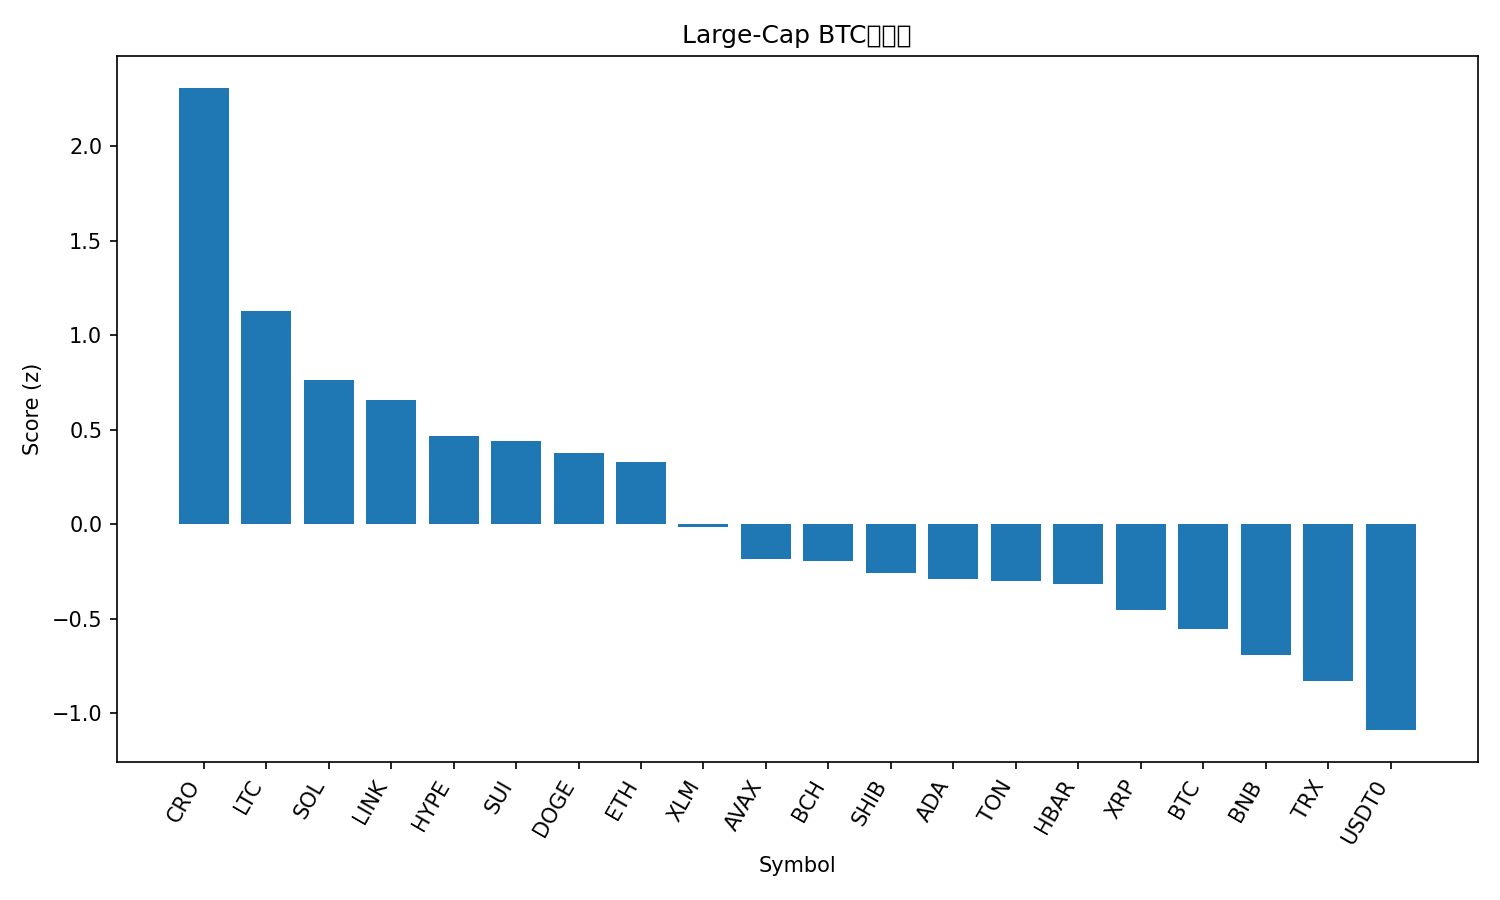 Large-Cap BTC
2.0
1.5
1.0
0.5
0.0
−0.5
−1.0
Score (z)
CRO
LTC
SOL
LINK
HYPE
SUI
DOGE
ETH
XLM
AVAX
BCH
SHIB
ADA
TON
HBAR
XRP
BTC
BNB
TRX
USDT0
Symbol